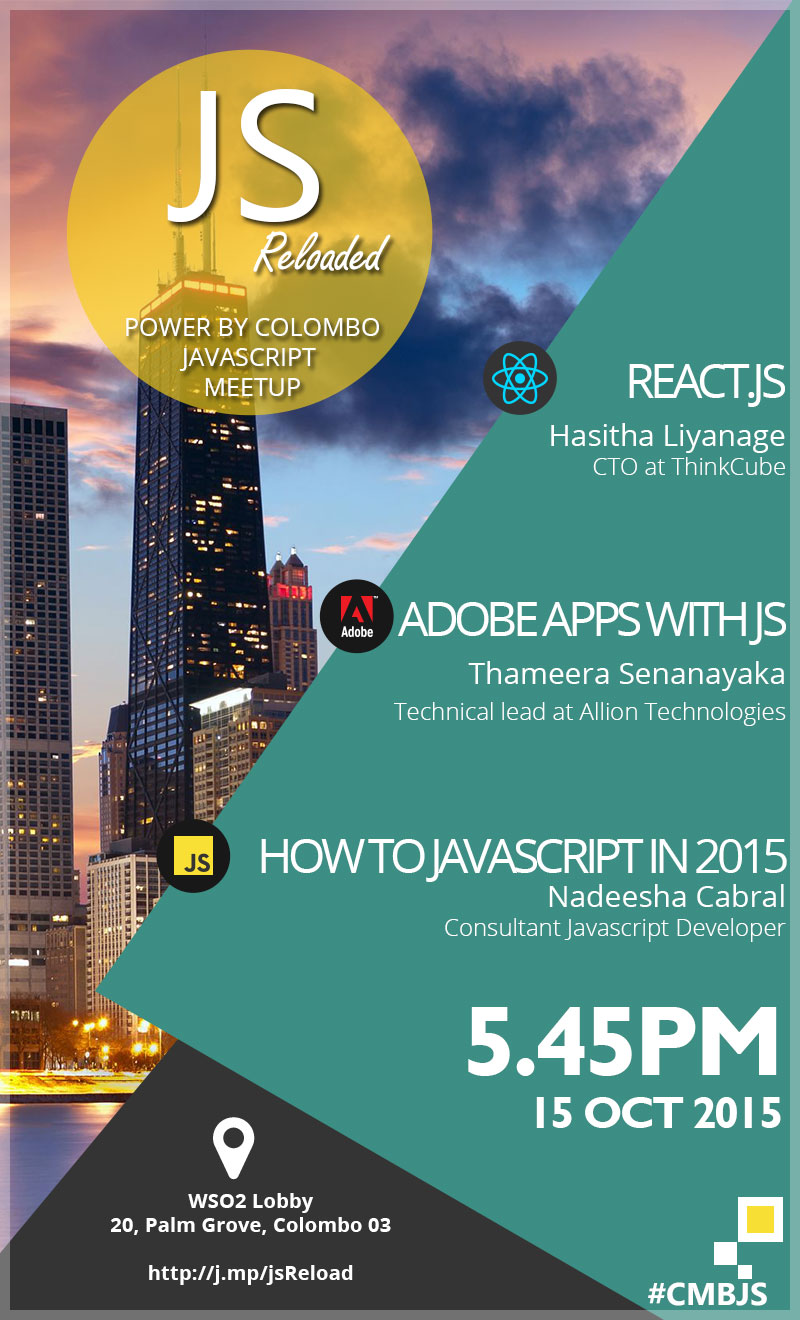 JS
Reloaded
POWER BY COLOMBO
JAVASCRIPT
MEETUP
REACT.JS
Hasitha Liyanage
CTO at ThinkCube
Adobe™
ADOBE APPS WITH JS
Thameera Senanayaka
Technical lead at Allion Technologies
JS
HOW TO JAVASCRIPT IN 2015
Nadeesha Cabral
Consultant Javascript Developer
5.45PM
15 OCT 2015
WSO2 Lobby
20, Palm Grove, Colombo 03
http://j.mp/jsReload
#CMBJS